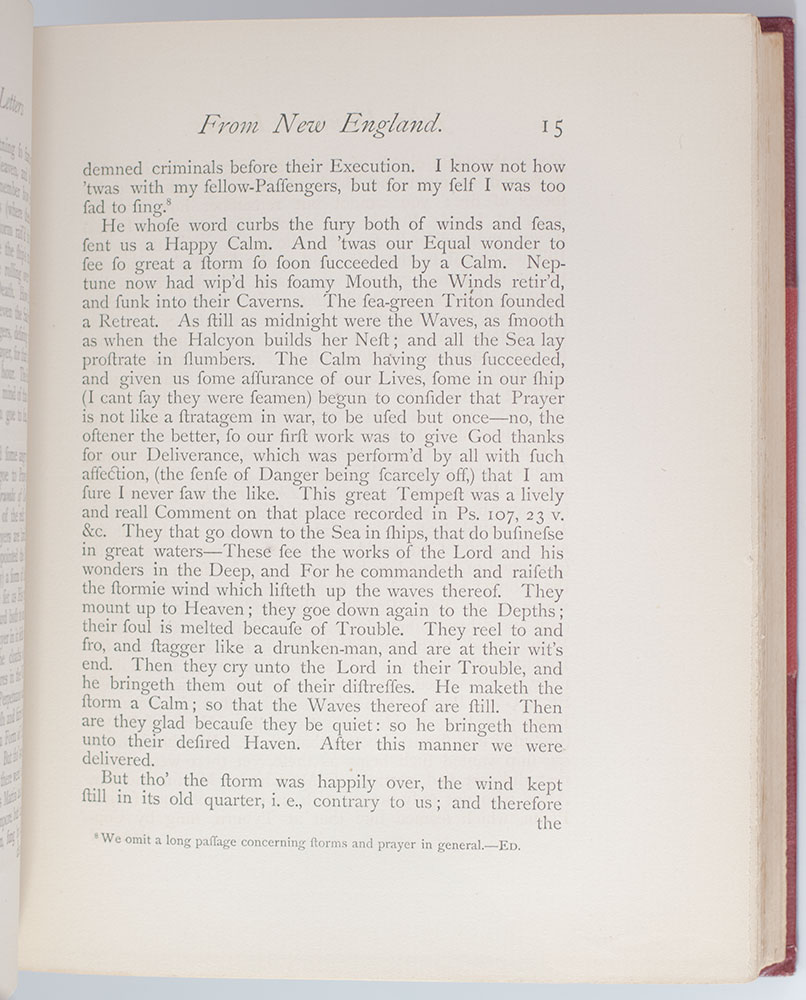 Letters
From New England. 15
demned criminals before their Execution. I know not how
'twas with my fellow-Paſſengers, but for my ſelf I was too
ſad to ſing.⁸
He whoſe word curbs the fury both of winds and ſeas,
ſent us a Happy Calm. And 'twas our Equal wonder to
ſee ſo great a ſtorm ſo ſoon ſucceeded by a Calm. Nep-
tune now had wip'd his foamy Mouth, the Winds retir'd,
and ſunk into their Caverns. The ſea-green Triton ſounded
a Retreat. As ſtill as midnight were the Waves, as ſmooth
as when the Halcyon builds her Neſt; and all the Sea lay
proſtrate in ſlumbers. The Calm having thus ſucceeded,
and given us ſome aſſurance of our Lives, ſome in our ſhip
(I cant ſay they were ſeamen) begun to conſider that Prayer
is not like a ſtratagem in war, to be uſed but once—no, the
oftener the better, ſo our firſt work was to give God thanks
for our Deliverance, which was perform'd by all with ſuch
affection, (the ſenſe of Danger being ſcarcely off,) that I am
ſure I never ſaw the like. This great Tempeſt was a lively
and reall Comment on that place recorded in Ps. 107, 23 v.
&c. They that go down to the Sea in ſhips, that do buſineſse
in great waters—These ſee the works of the Lord and his
wonders in the Deep, and For he commandeth and raiſeth
the ſtormie wind which lifteth up the waves thereof. They
mount up to Heaven; they go down again to the Depths;
their ſoul is melted becauſe of Trouble. They reel to and
fro, and ſtagger like a drunken-man, and are at their wit's
end. Then they cry unto the Lord in their Trouble, and
he bringeth them out of their diſtreſſes. He maketh the
ſtorm a Calm; so that the Waves thereof are ſtill. Then
are they glad becauſe they be quiet: so he bringeth them
unto their deſired Haven. After this manner we were
delivered.
But tho' the ſtorm was happily over, the wind kept
ſtill in its old quarter, i. e., contrary to us; and therefore
the
⁸We omit a long paſſage concerning ſtorms and prayer in general.—ED.